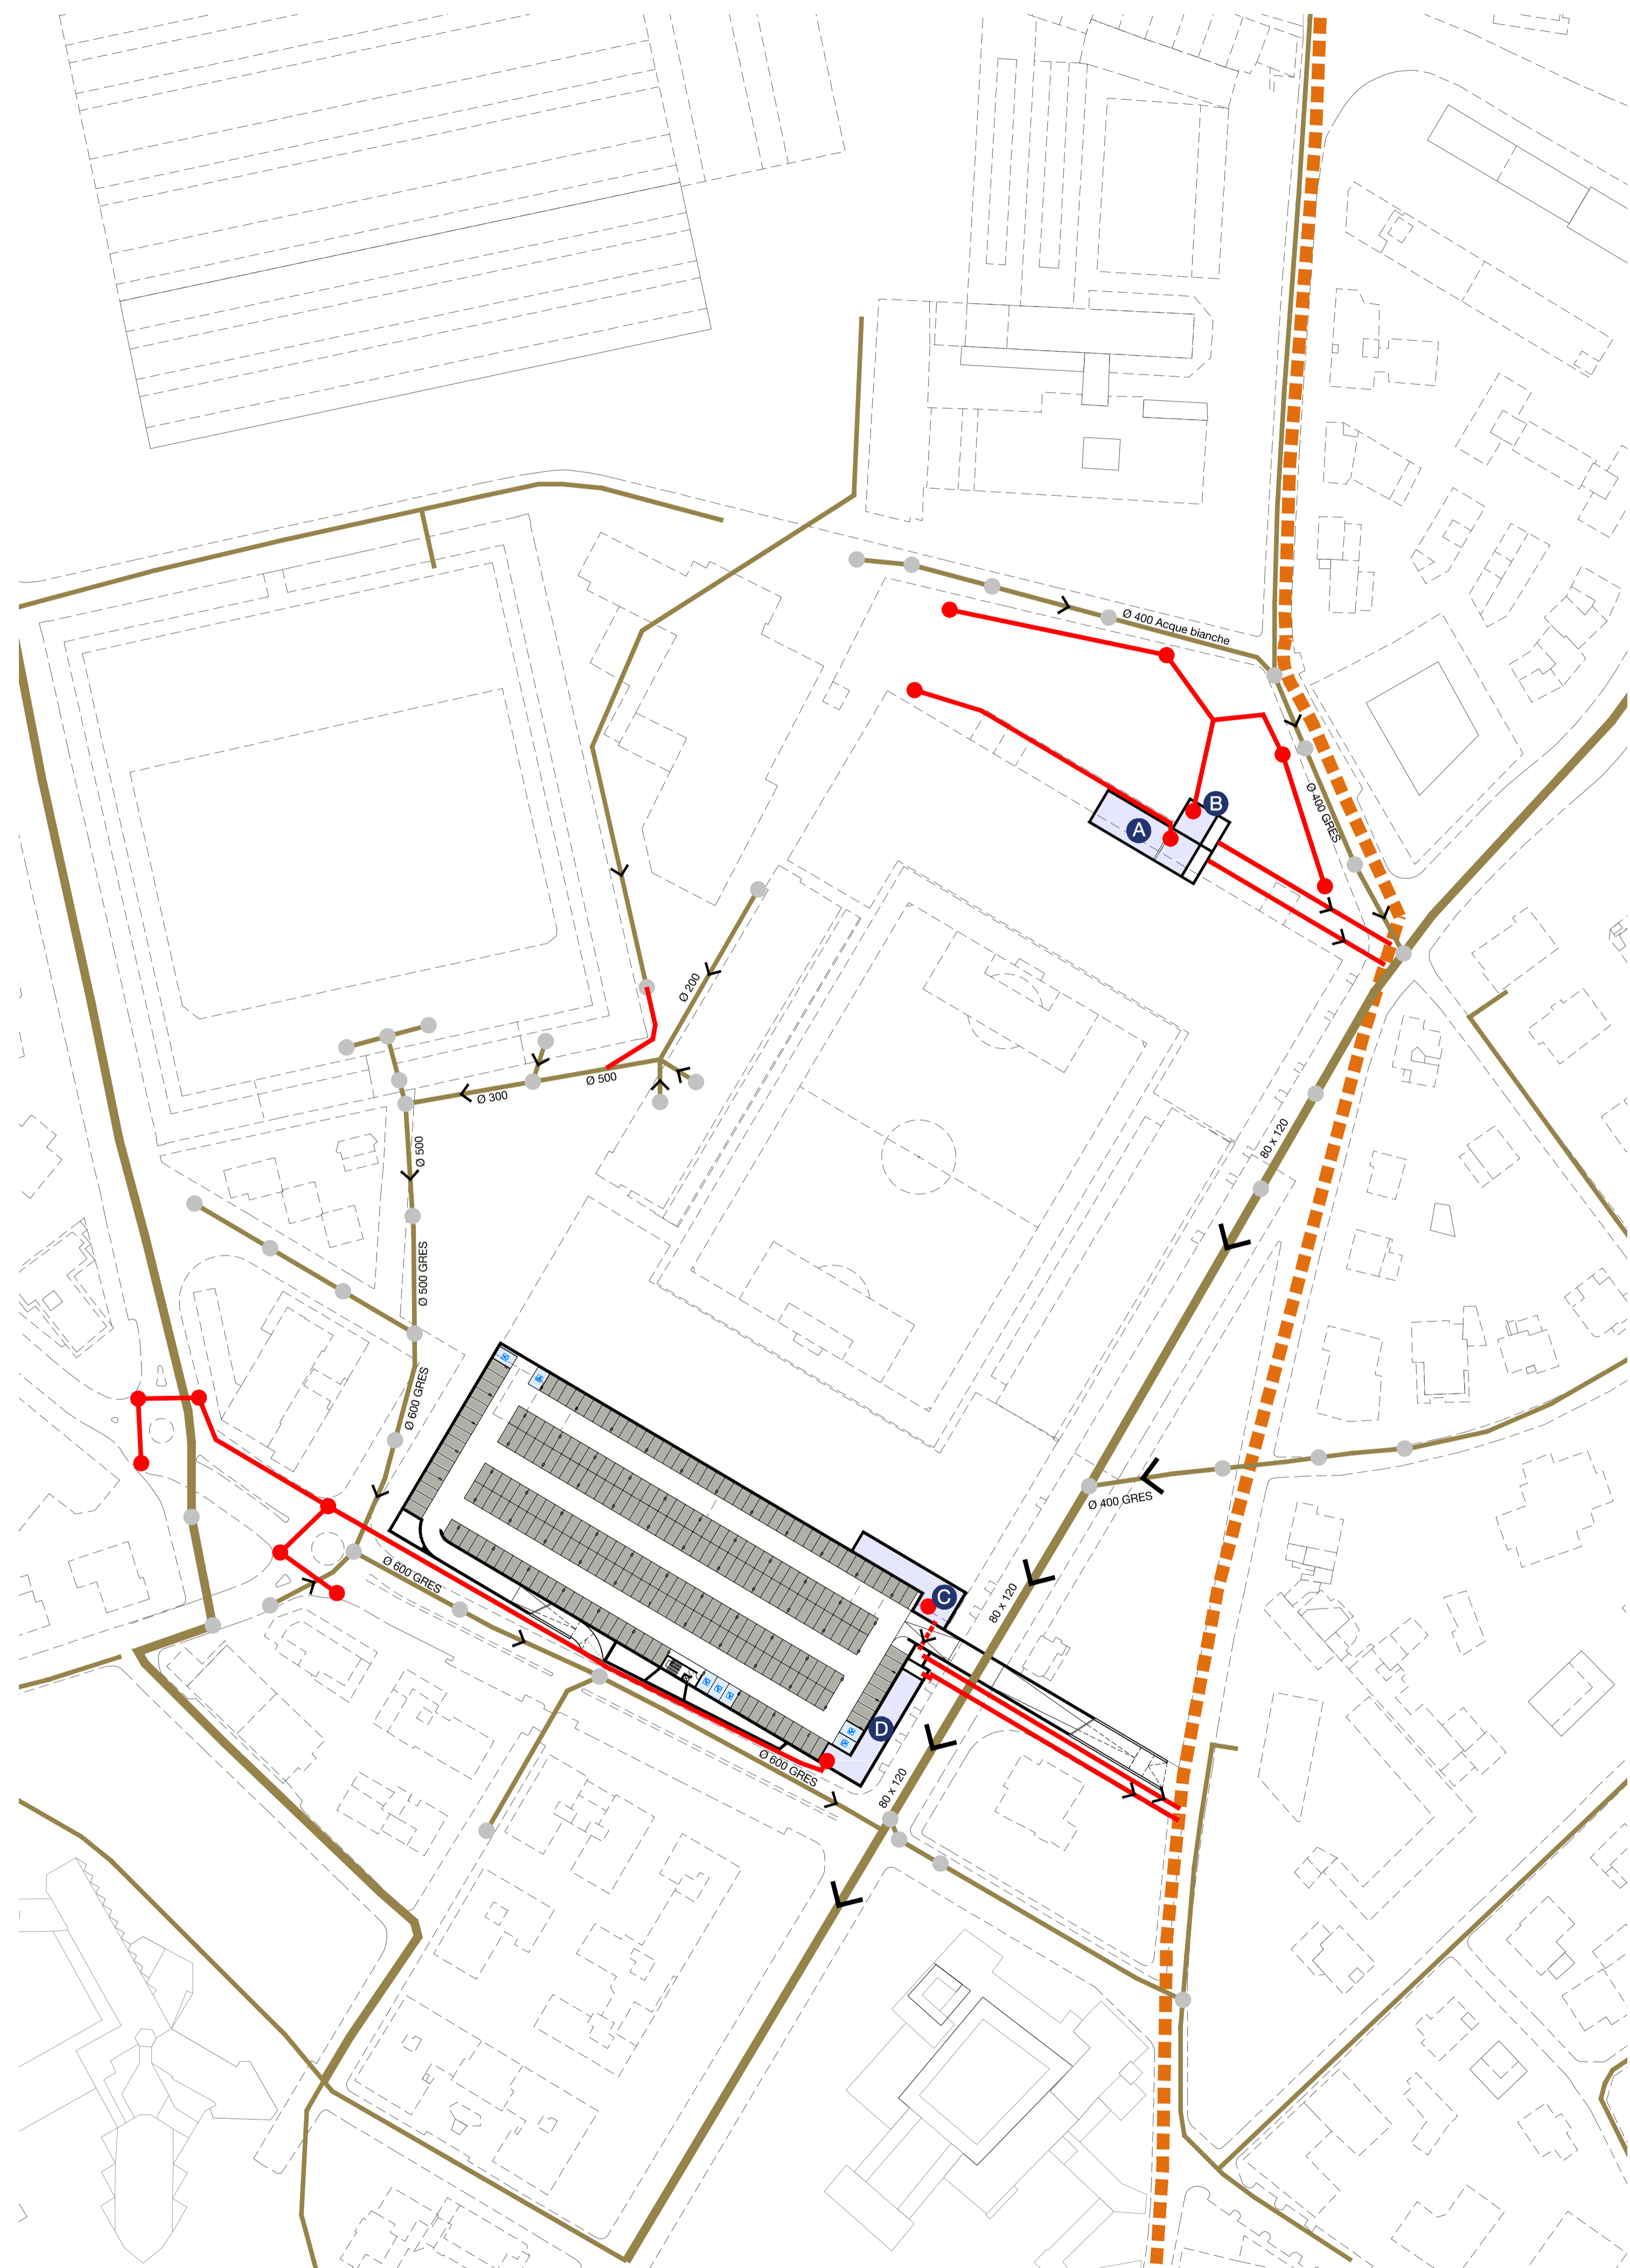 Ø 400 Acque bianche
B
Ø 400 GRES
A
Ø 200
Ø 500
Ø 300
80 x 120
Ø 500
Ø 500 GRES
Ø 600 GRES
Ø 400 GRES
Ø 600 GRES
C
80 x 120
D
Ø 600 GRES
80 x 120